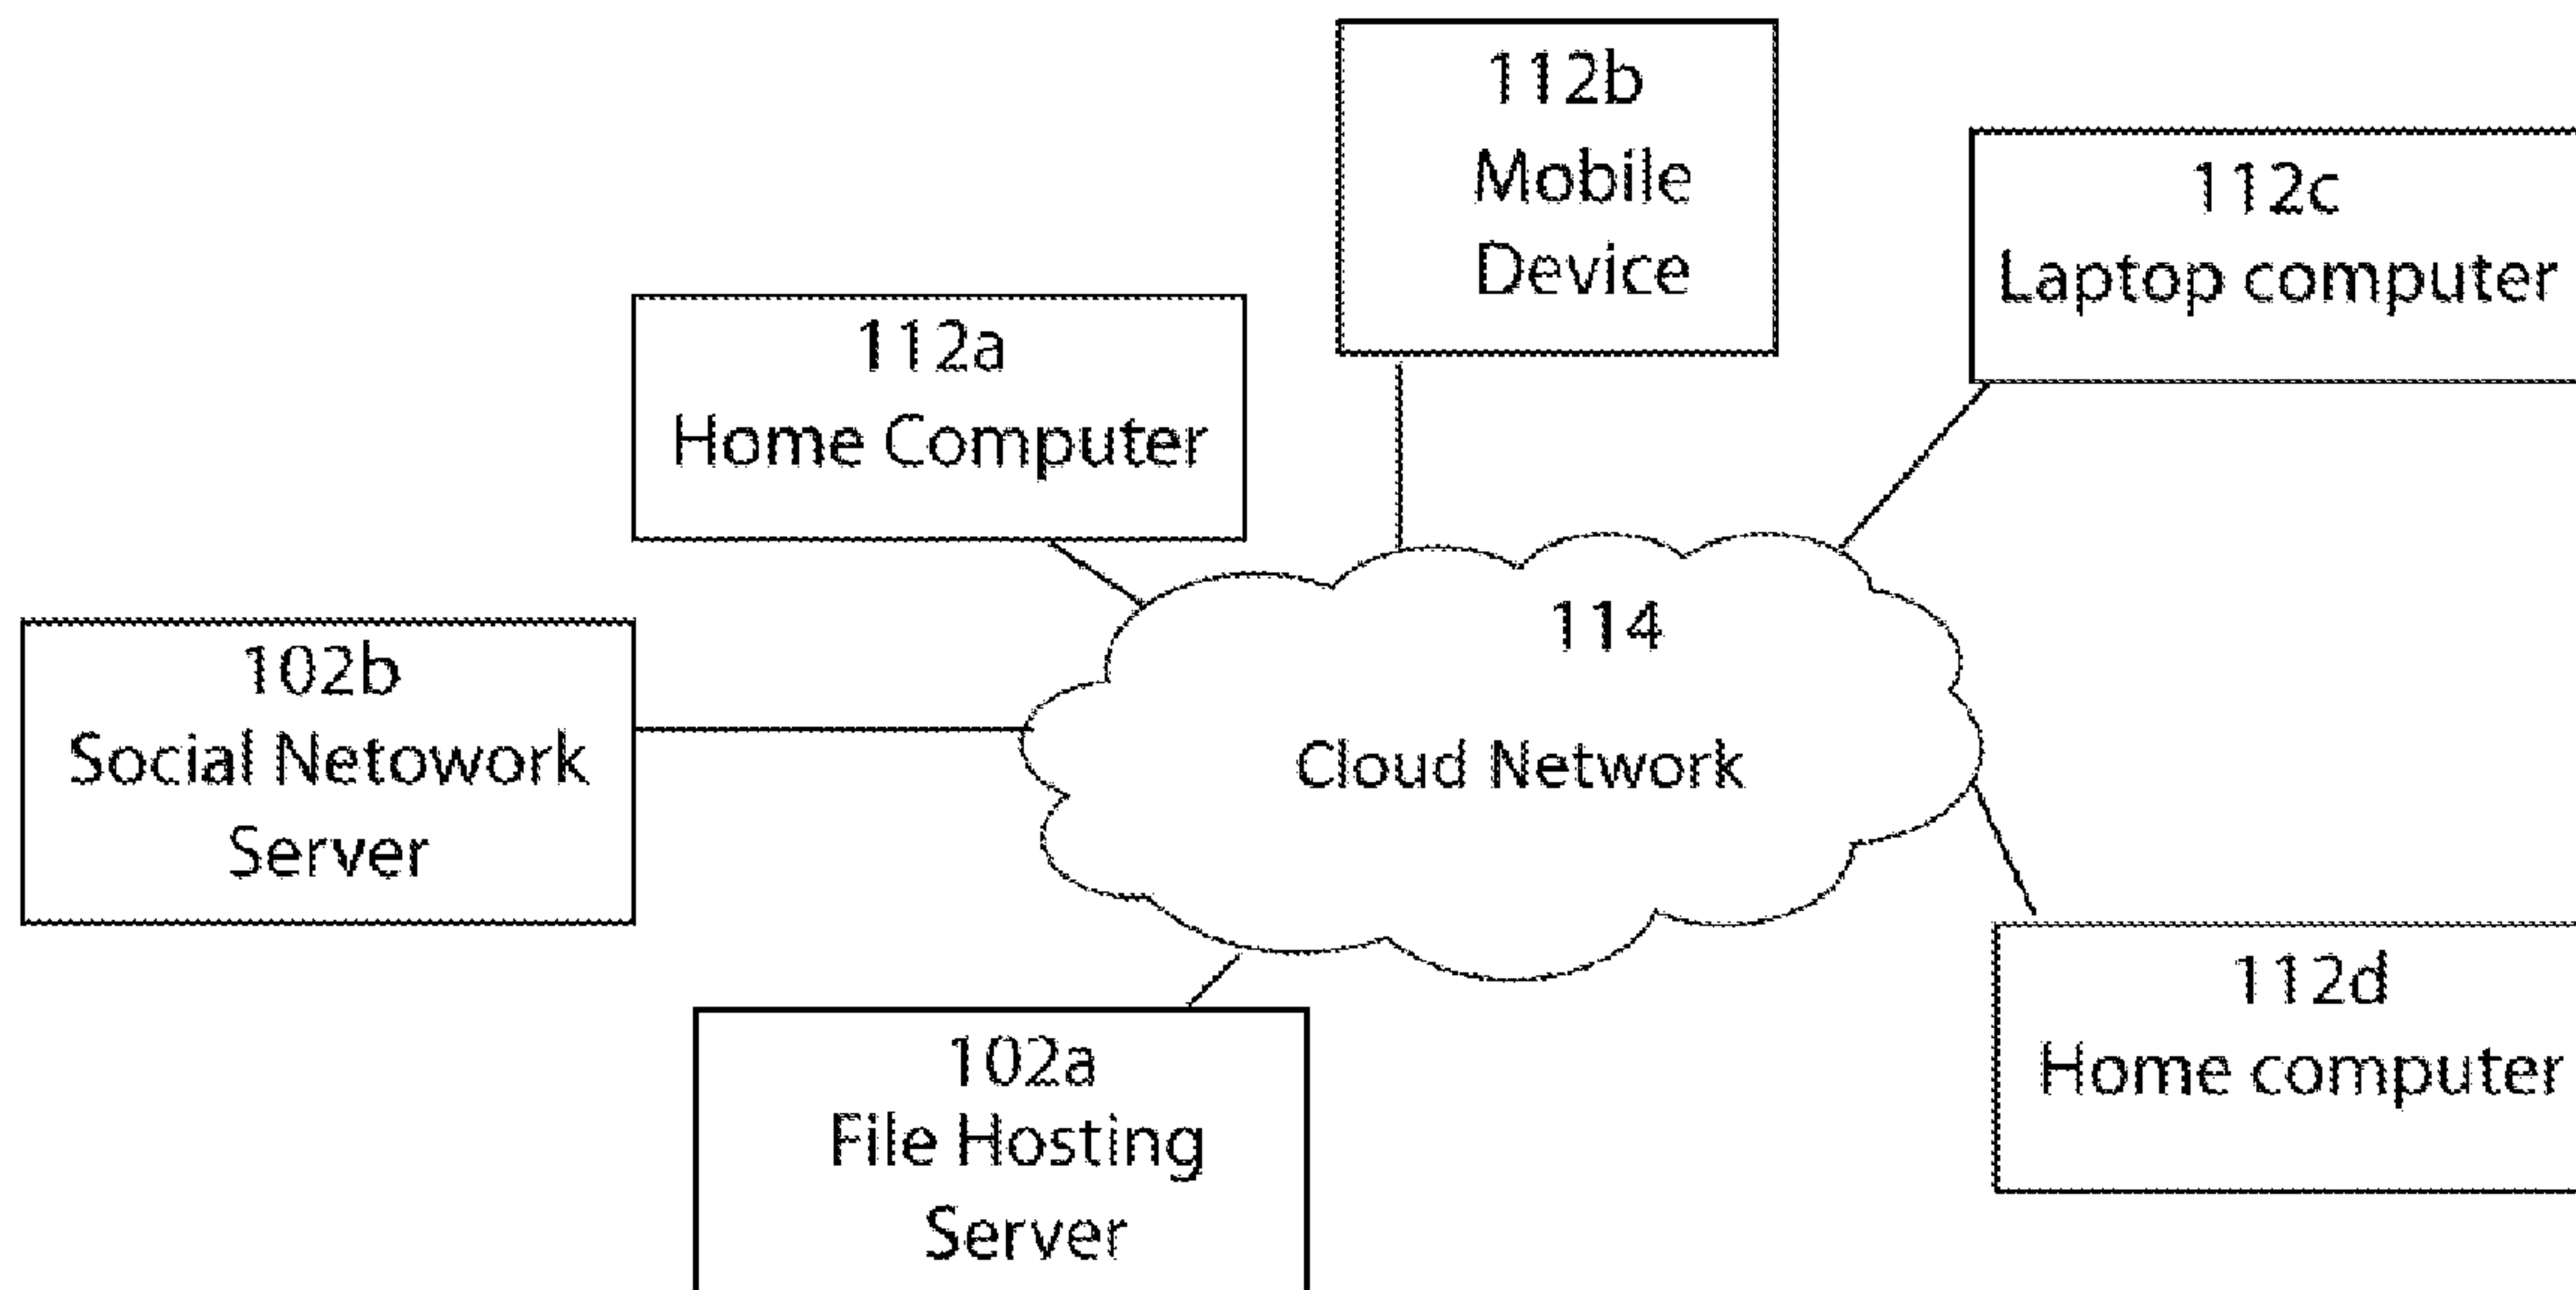 112b
Mobile
Device
112c
Laptop computer
112a
Home Computer
114
Cloud Network
102b
Social Netowork
Server
112d
Home computer
102a
File Hosting
Server